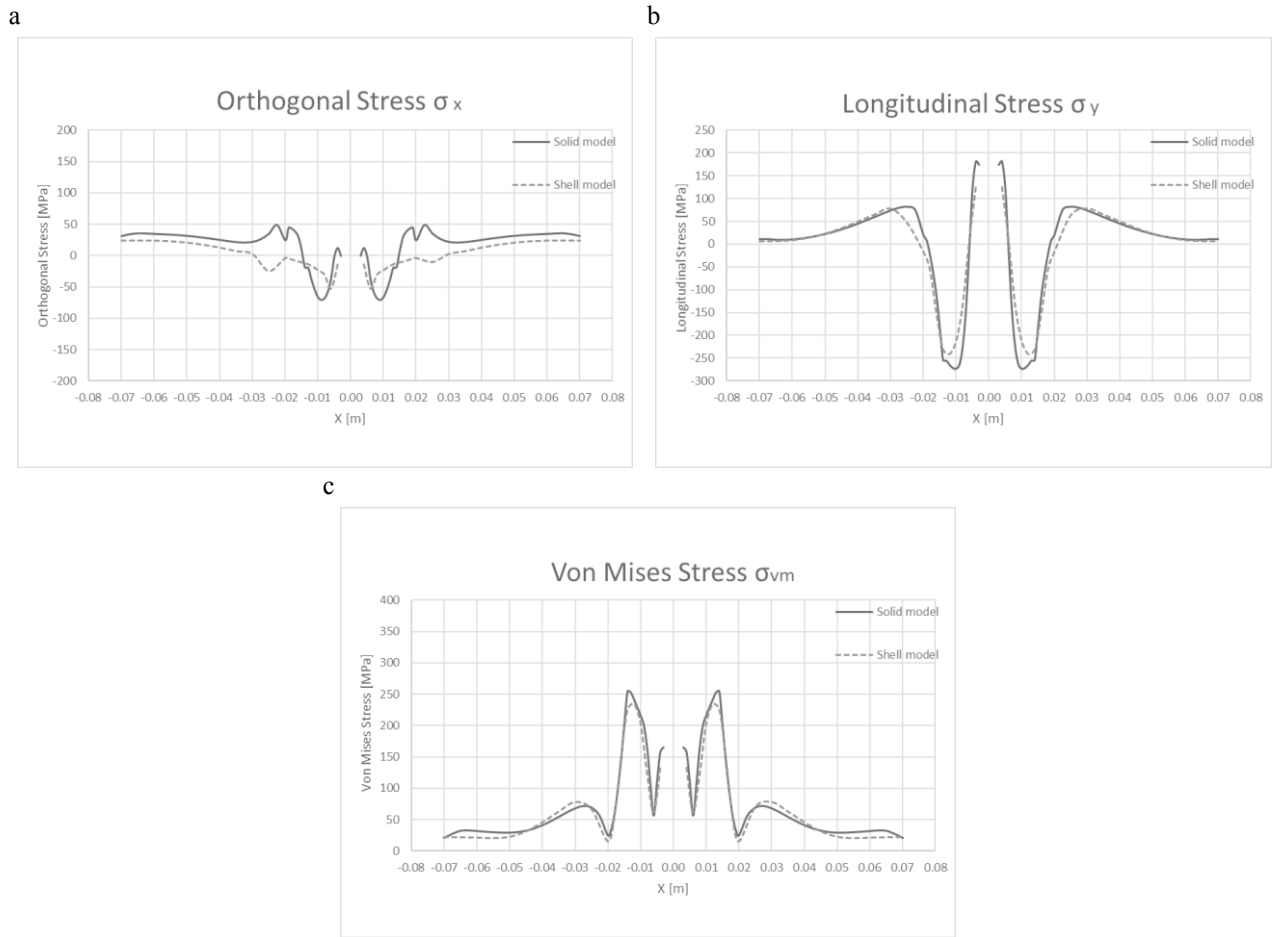 a
Orthogonal Stress σ x
200
150
100
50
0
-50
-100
-150
-200
Orthogonal Stress [MPa]
Solid model
Shell model
-0.08 -0.07 -0.06 -0.05 -0.04 -0.03 -0.02 -0.01 0.00 0.01 0.02 0.03 0.04 0.05 0.06 0.07 0.08
X [m]
b
Longitudinal Stress σ y
250
200
150
100
50
0
-50
-100
-150
-200
-250
-300
Longitudinal Stress [MPa]
Solid model
Shell model
-0.08 -0.07 -0.06 -0.05 -0.04 -0.03 -0.02 -0.01 0.00 0.01 0.02 0.03 0.04 0.05 0.06 0.07 0.08
X [m]
c
Von Mises Stress σvm
400
350
300
250
200
150
100
50
0
Von Mises Stress [MPa]
Solid model
Shell model
-0.08 -0.07 -0.06 -0.05 -0.04 -0.03 -0.02 -0.01 0.00 0.01 0.02 0.03 0.04 0.05 0.06 0.07 0.08
X [m]